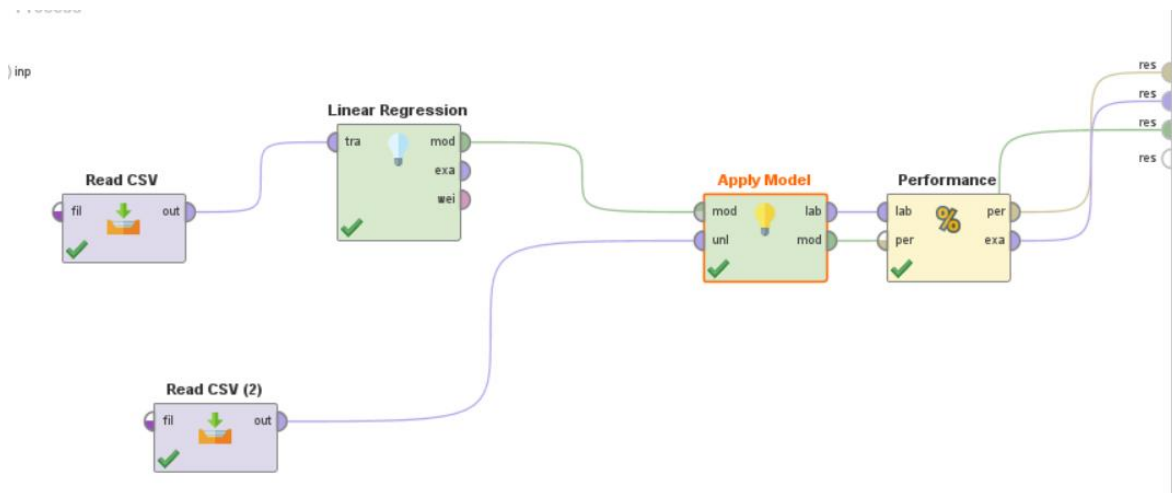 inp
res
res
res
res
Linear Regression
tra
mod
exa
wei
Read CSV
fil
out
Apply Model
mod
lab
unl
mod
Performance
%
lab
per
per
exa
Read CSV (2)
fil
out